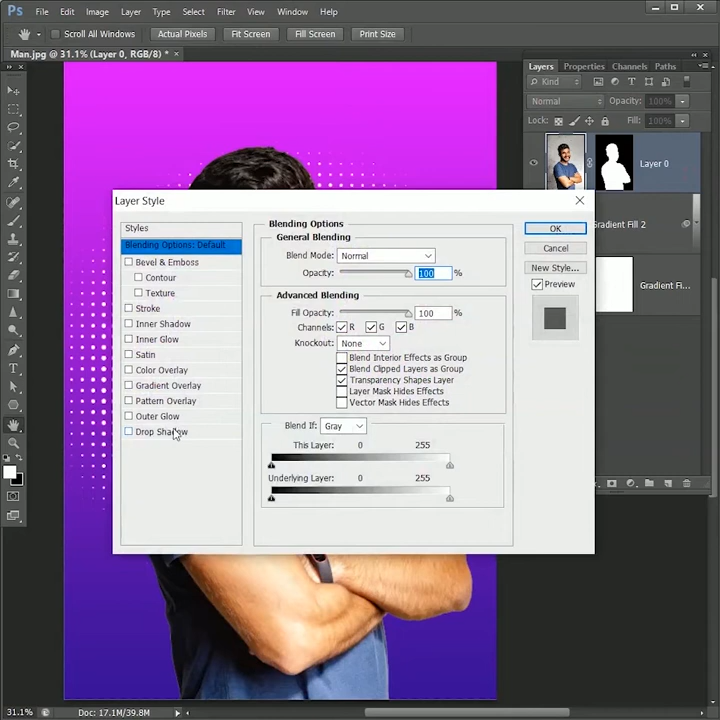 Ps File Edit Image Layer Type Select Filter View Window Help
Scroll All Windows Actual Pixels Fit Screen Fill Screen Print Size
Man.jpg @ 31.1% (Layer 0, RGB/8) * ×
Layers Properties Channels Paths
Kind
Normal Opacity: 100%
Lock: Fill: 100%
Layer 0
Gradient Fill 2
Gradient Fi...
Layer Style
Styles
Blending Options: Default
Bevel & Emboss
Contour
Texture
Stroke
Inner Shadow
Inner Glow
Satin
Color Overlay
Gradient Overlay
Pattern Overlay
Outer Glow
Drop Shadow
Blending Options
General Blending
Blend Mode: Normal
Opacity: 100 %
Advanced Blending
Fill Opacity: 100 %
Channels: R G B
Knockout: None
Blend Interior Effects as Group
Blend Clipped Layers as Group
Transparency Shapes Layer
Layer Mask Hides Effects
Vector Mask Hides Effects
Blend If: Gray
This Layer: 0 255
Underlying Layer: 0 255
OK
Cancel
New Style...
Preview
31.1% Doc: 17.1M/39.8M